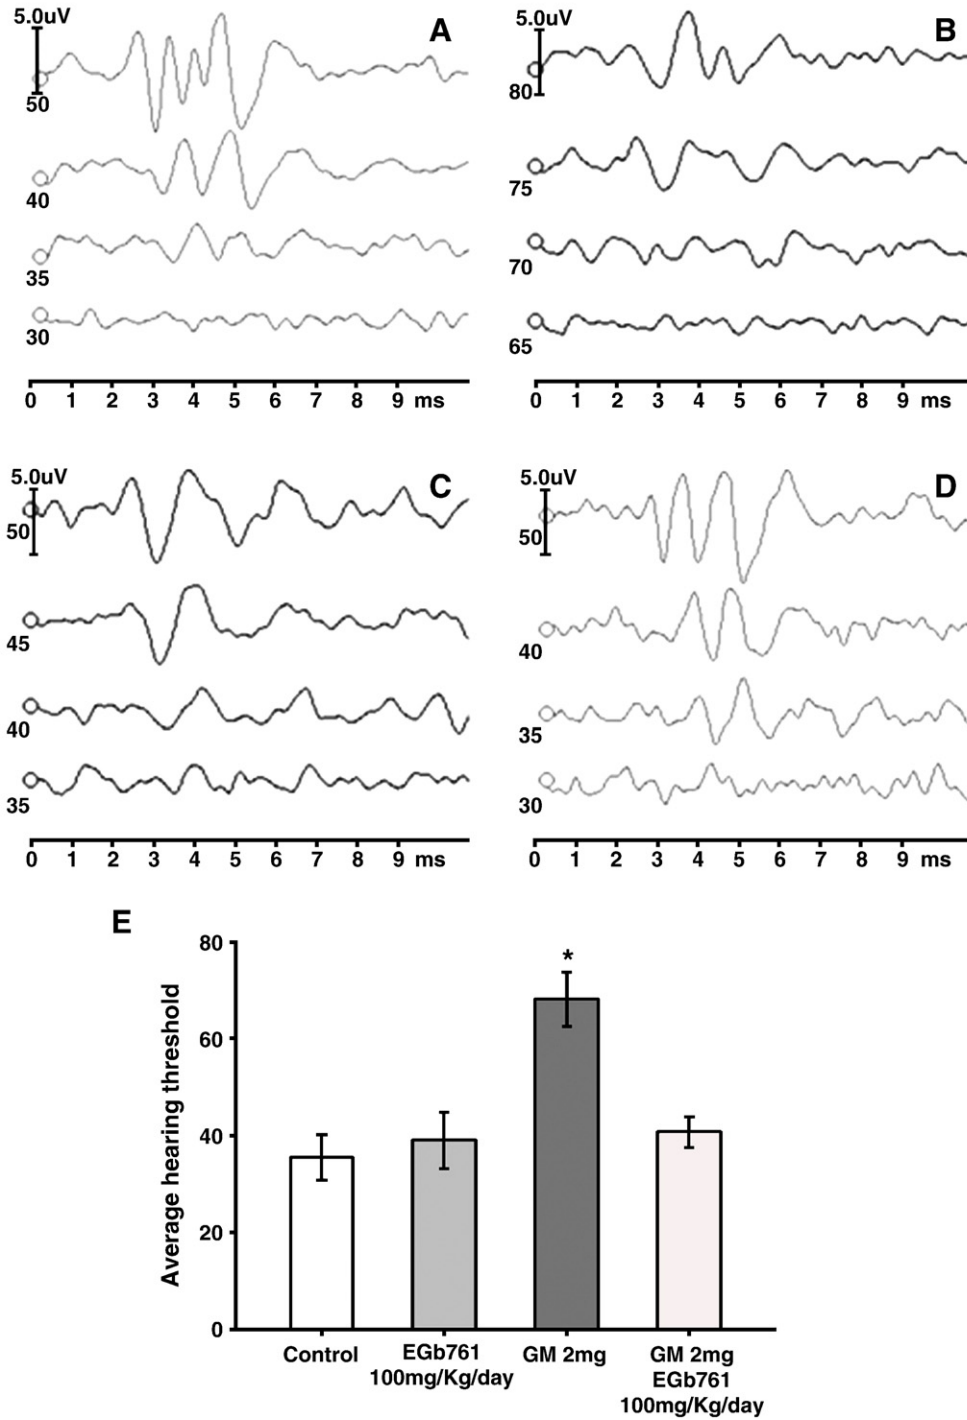 5.0uV
A
50
40
35
30
0 1 2 3 4 5 6 7 8 9 ms
5.0uV
B
80
75
70
65
0 1 2 3 4 5 6 7 8 9 ms
5.0uV
C
50
45
40
35
0 1 2 3 4 5 6 7 8 9 ms
5.0uV
D
50
40
35
30
0 1 2 3 4 5 6 7 8 9 ms
E
Average hearing threshold
80
60
40
20
0
*
Control
EGb761
100mg/Kg/day
GM 2mg
GM 2mg
EGb761
100mg/Kg/day